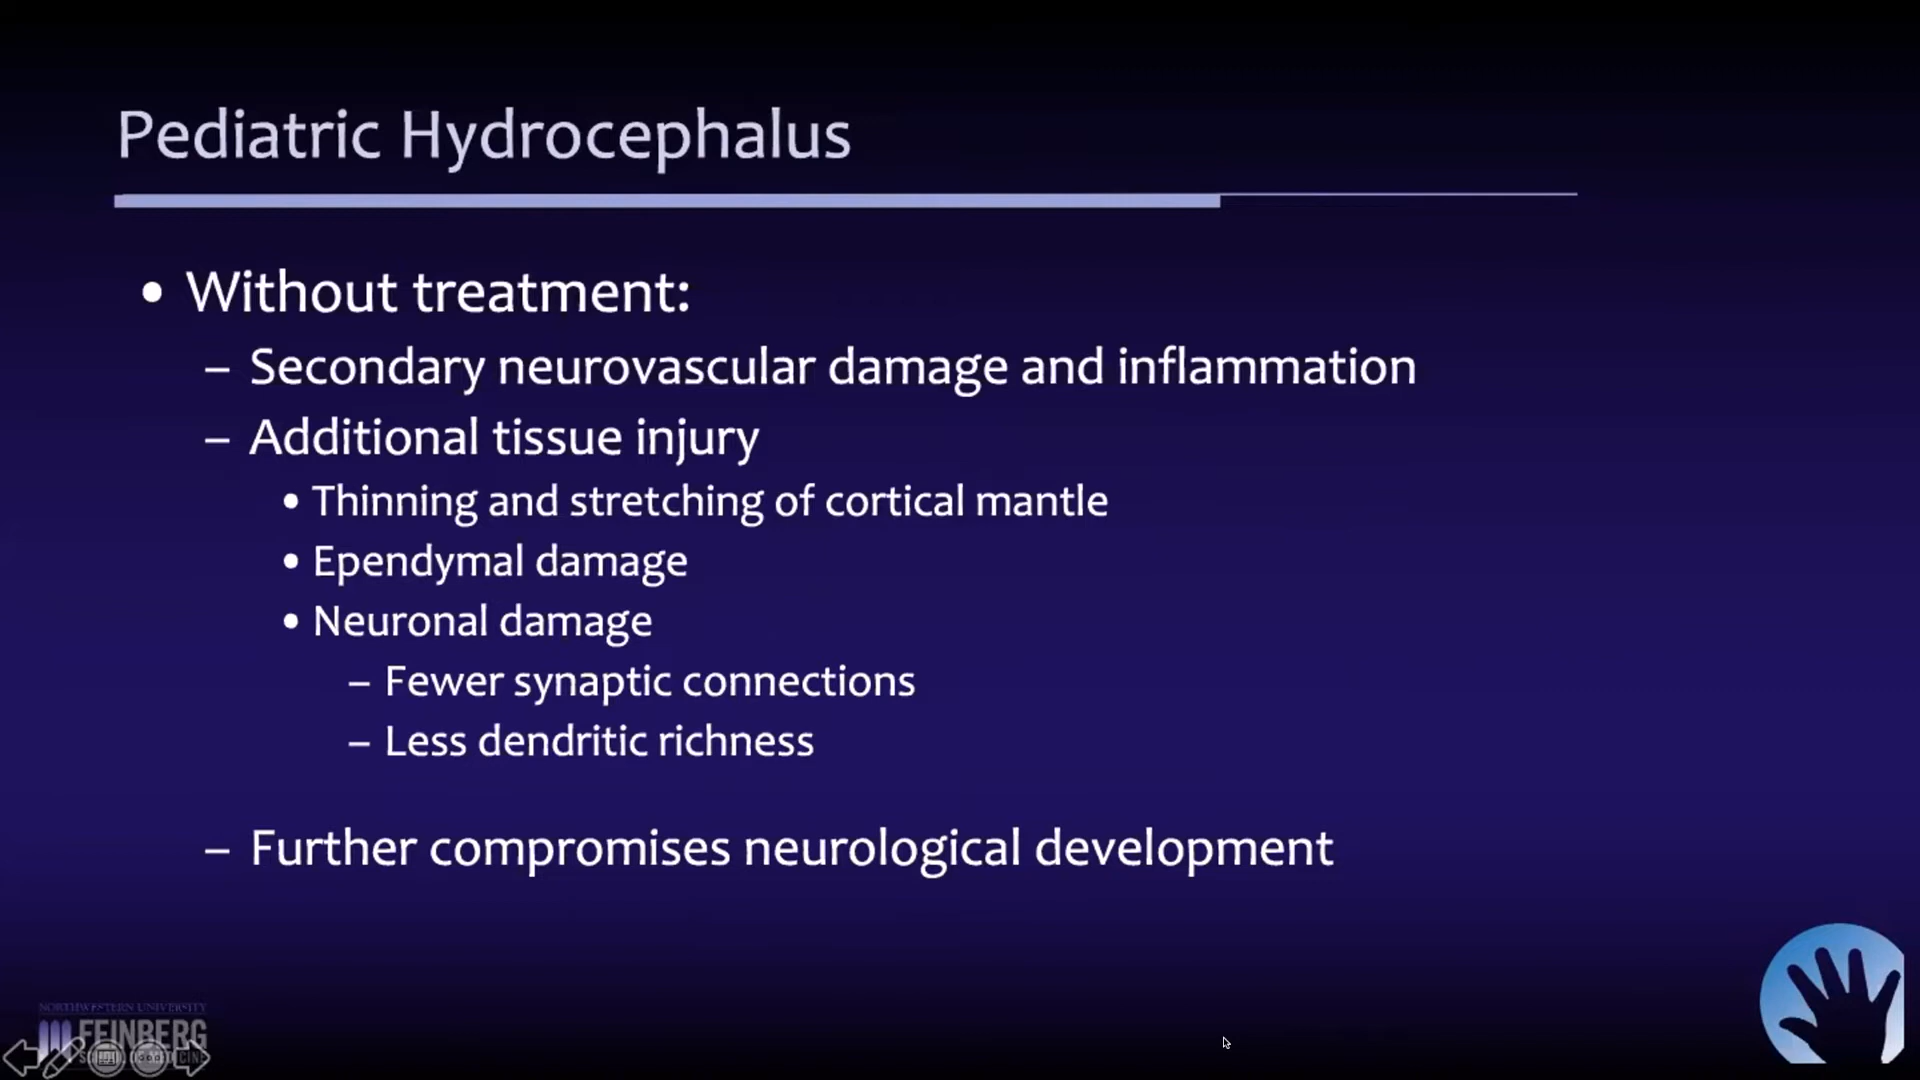 Pediatric Hydrocephalus
• Without treatment:
– Secondary neurovascular damage and inflammation
– Additional tissue injury
• Thinning and stretching of cortical mantle
• Ependymal damage
• Neuronal damage
– Fewer synaptic connections
– Less dendritic richness
– Further compromises neurological development
NORTHWESTERN UNIVERSITY
FEINBERG